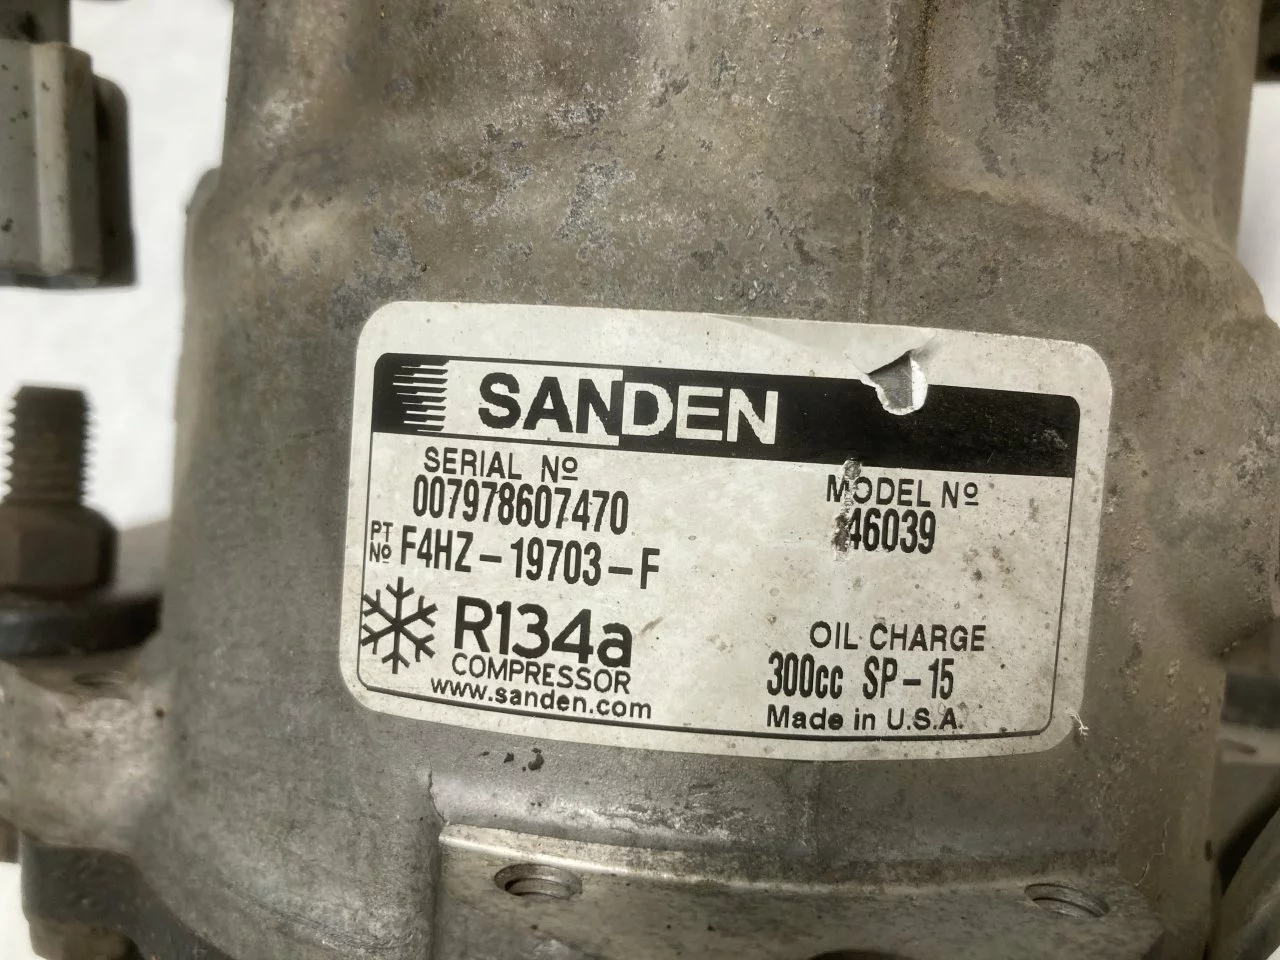 SANDEN
SERIAL Nº
007978607470
MODEL Nº
46039
PT Nº F4HZ-19703-F
R134a
COMPRESSOR
www.sanden.com
OIL CHARGE
300cc SP-15
Made in U.S.A.